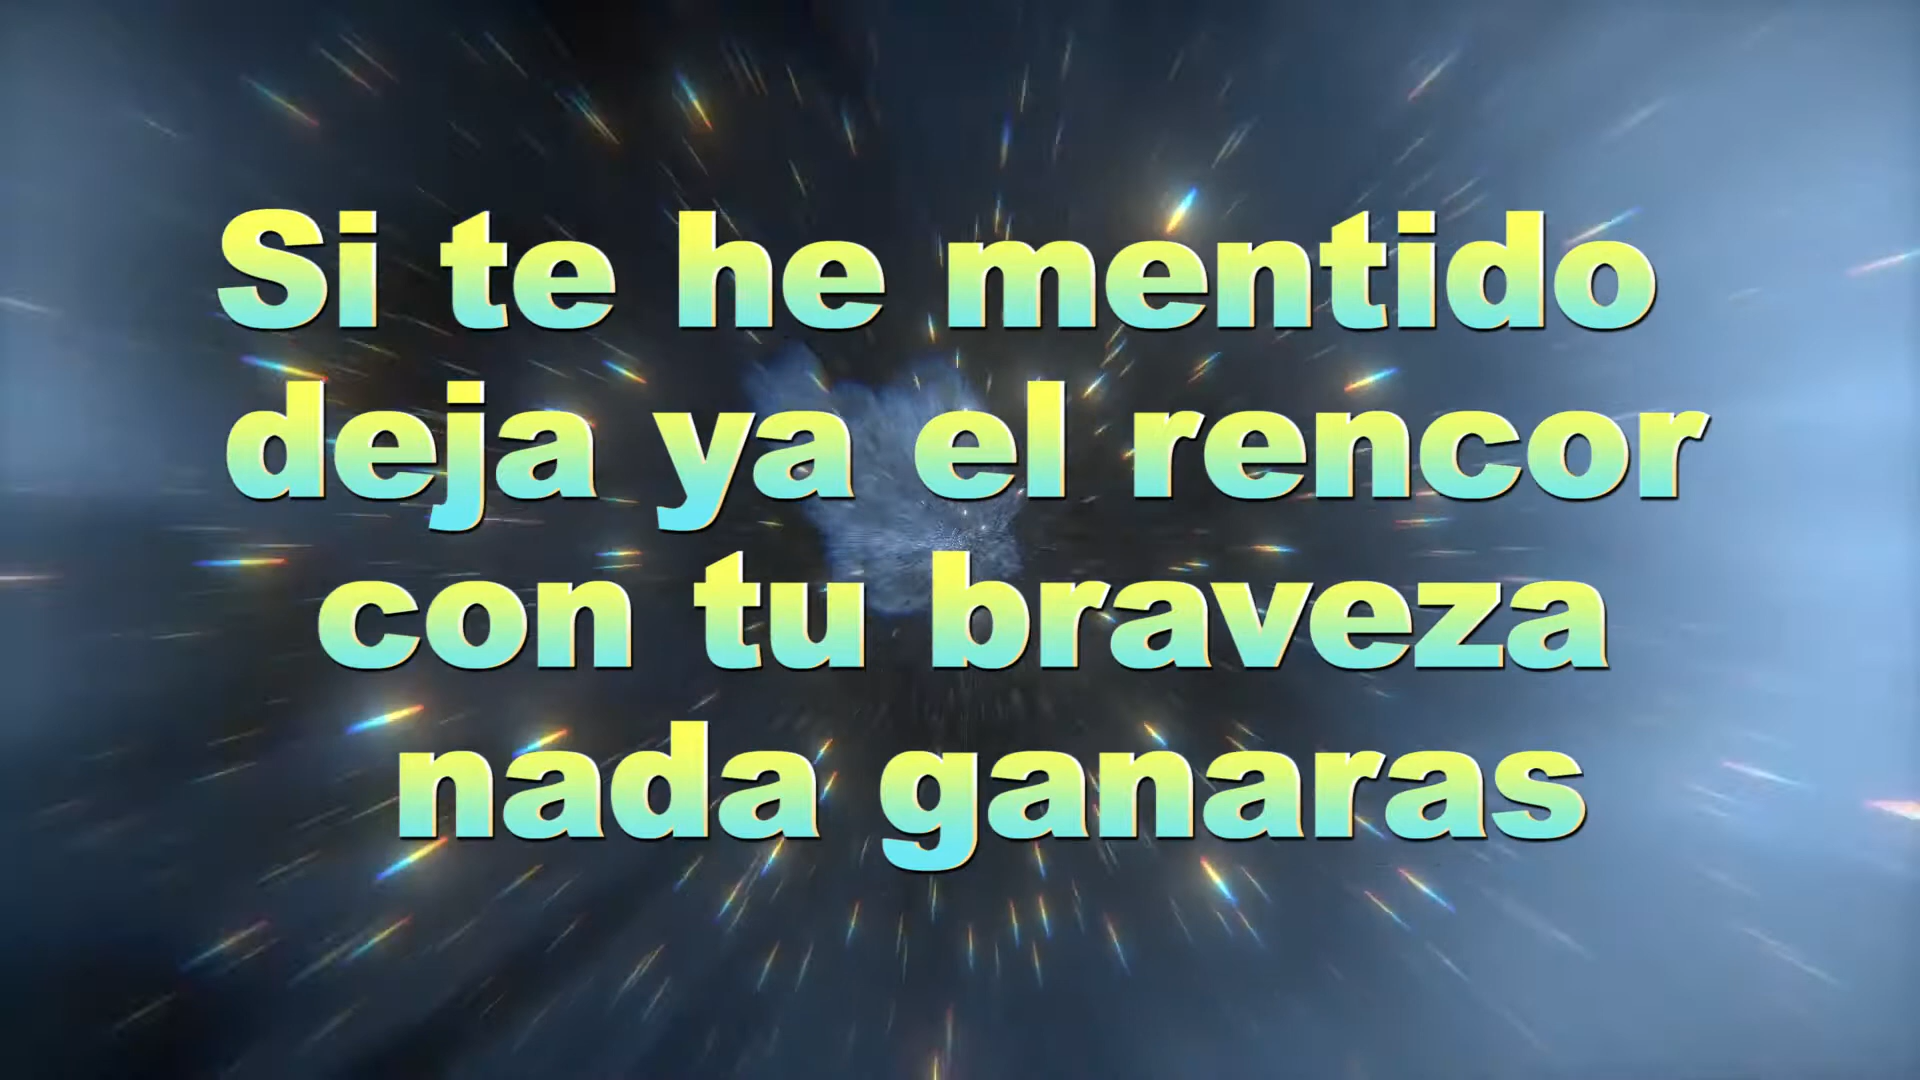 Si te he mentido
deja ya el rencor
con tu braveza
nada ganaras